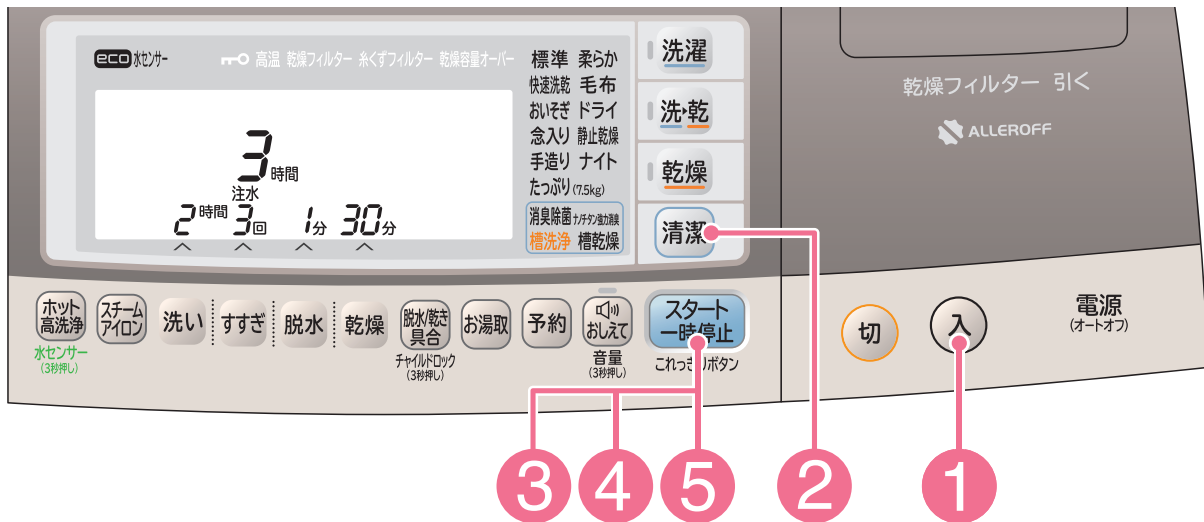 eco 水センサー
高温 乾燥フィルター 糸くずフィルター 乾燥容量オーバー
3時間
注水
2時間 3回 1分 30分
標準 柔らか
快速洗乾 毛布
おいそぎ ドライ
念入り 静止乾燥
手造り ナイト
たっぷり(7.5kg)
消臭除菌 ナノチタン強力消臭
槽洗浄 槽乾燥
洗濯
洗・乾
乾燥
清潔
乾燥フィルター 引く
ALLEROFF
ホット高洗浄
水センサー
(3秒押し)
スチームアイロン
洗い
すすぎ
脱水
乾燥
脱水/乾き具合
チャイルドロック
(3秒押し)
お湯取
予約
おしえて
音量
(3秒押し)
スタート
一時停止
これっきりボタン
切
入
電源
(オートオフ)
3 4 5 2 1